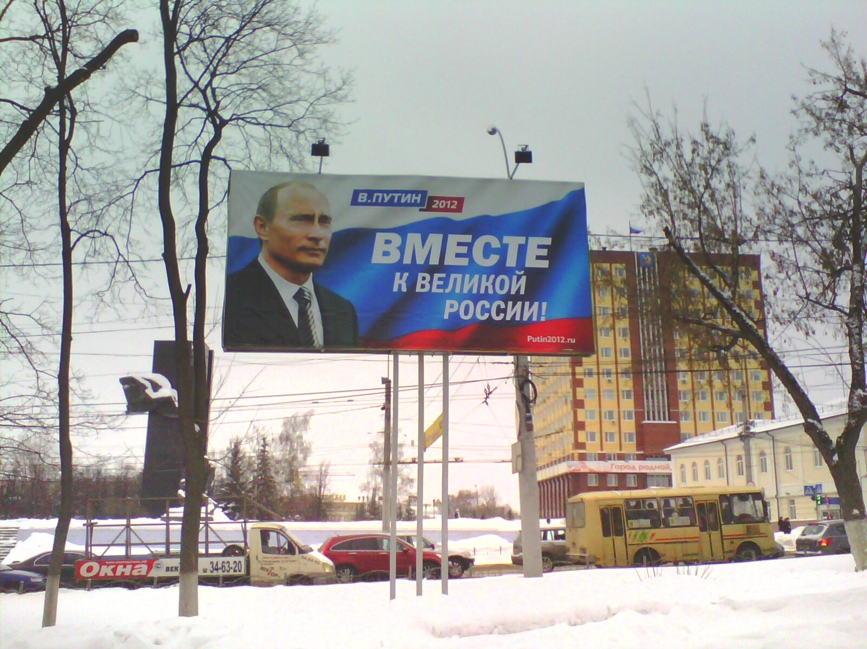 В.ПУТИН 2012
ВМЕСТЕ
К ВЕЛИКОЙ
РОССИИ!
Putin2012.ru
Город родной,
Окна
34-63-20